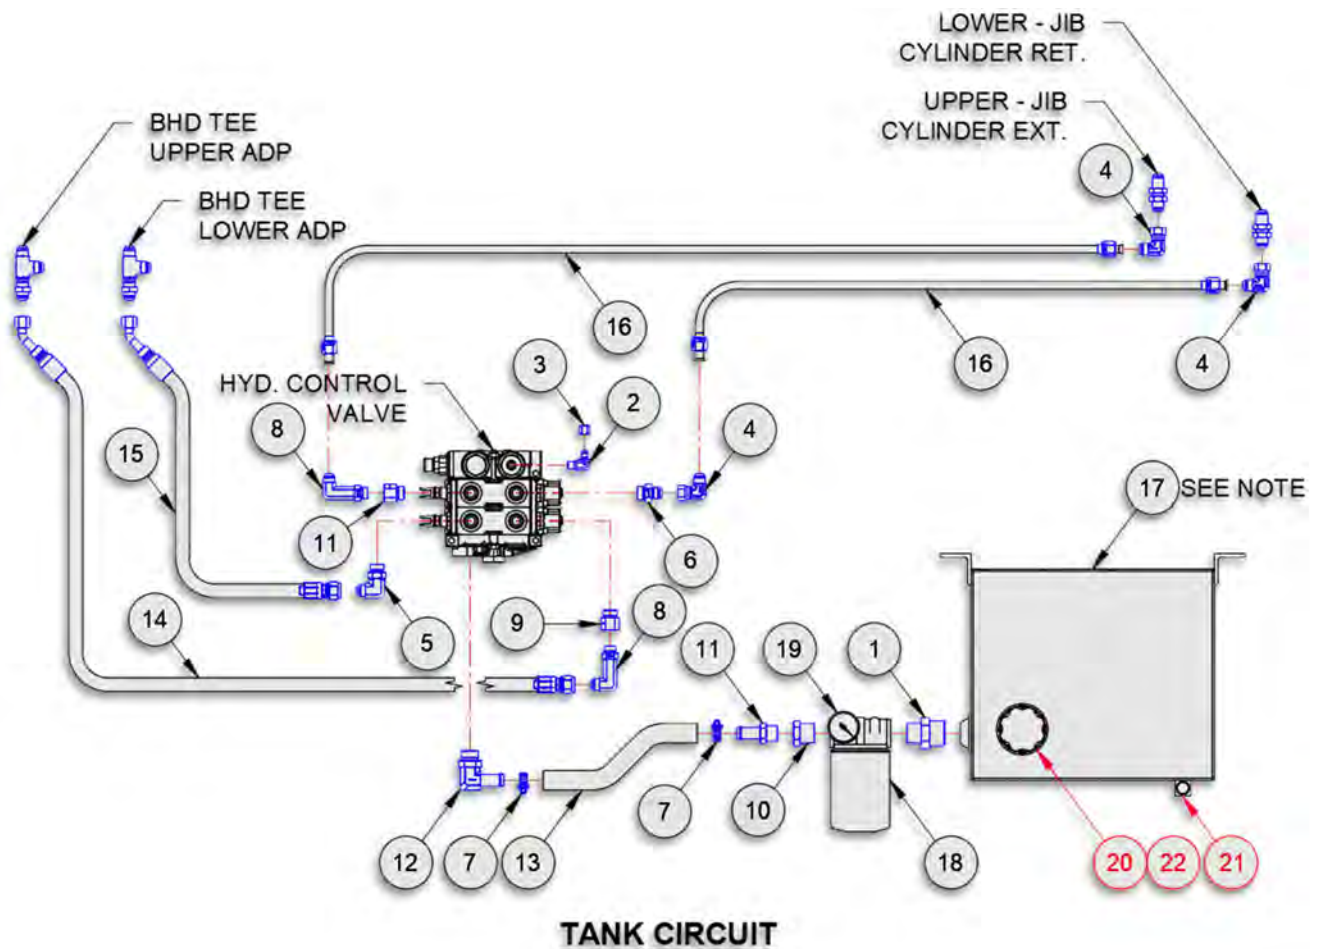 LOWER - JIB
CYLINDER RET.
UPPER - JIB
CYLINDER EXT.
BHD TEE
UPPER ADP
4
BHD TEE
LOWER ADP
16
16
4
3
HYD. CONTROL
VALVE
2
8
4
15
17 SEE NOTE
11
6
14
5
9
8
11
19
1
12
7
13
7
10
18
20
22
21
TANK CIRCUIT